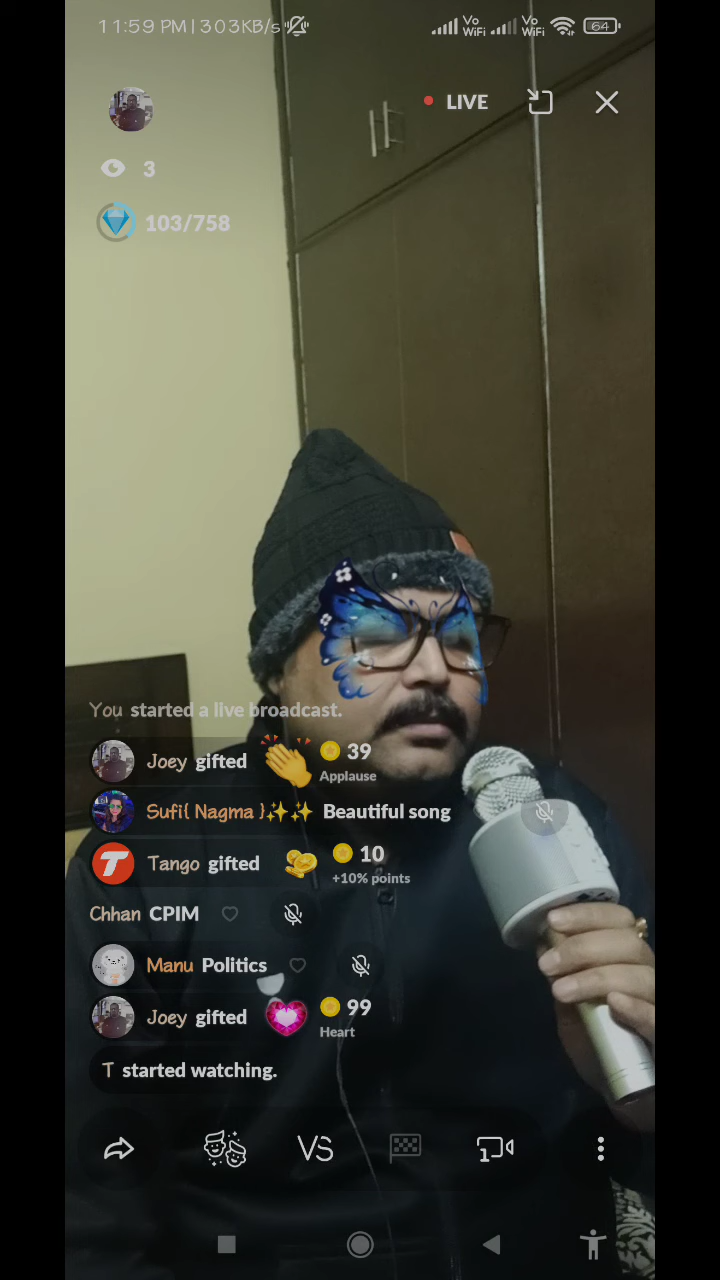 11:59 PM | 303KB/s
Vo WiFi Vo WiFi 64
LIVE
3
103/758
You started a live broadcast.
Joey gifted 39
Applause
Sufi{ Nagma }✨✨ Beautiful song
Tango gifted 10
+10% points
Chhan CPIM
Manu Politics
Joey gifted 99
Heart
T started watching.
VS
1